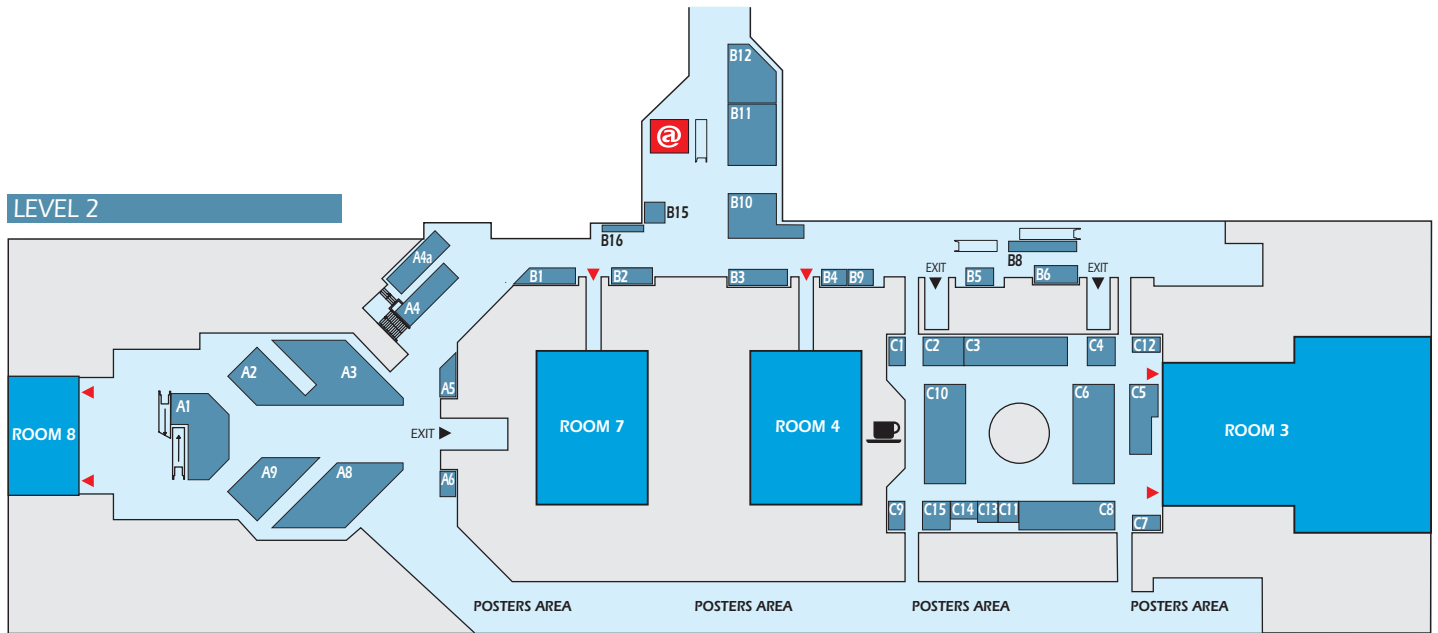 B12
B11
@
LEVEL 2
B10
B15
B16
A4a
B8
EXIT
EXIT
B1
B2
B3
B4
B9
B5
B6
A4
C1
C2
C3
C4
C12
A2
A3
A5
C10
C6
C5
A1
ROOM 8
EXIT
ROOM 7
ROOM 4
ROOM 3
A9
A8
A6
C9
C15
C14
C13
C11
C8
C7
POSTERS AREA
POSTERS AREA
POSTERS AREA
POSTERS AREA